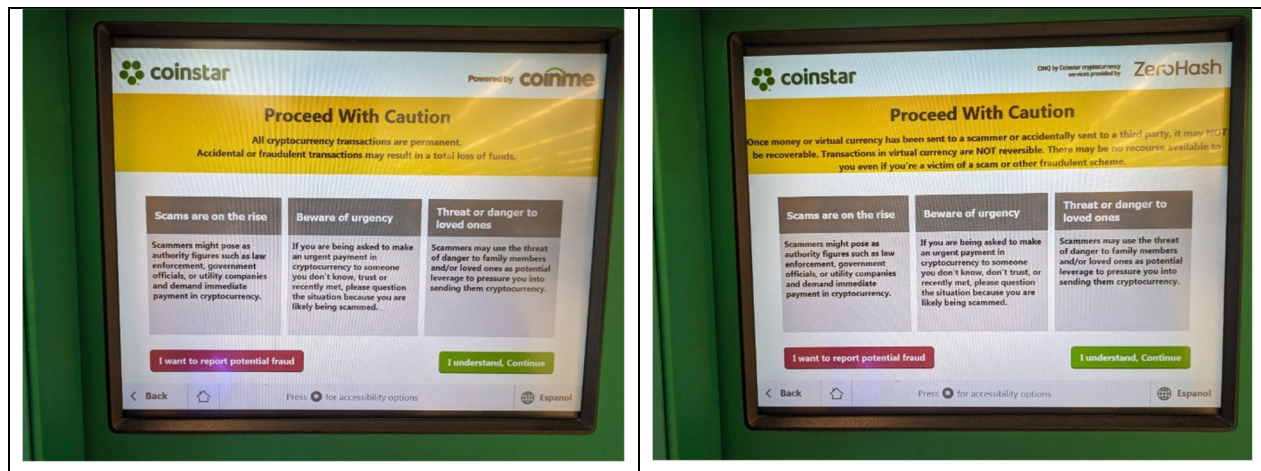 coinstar
Powered by coinme
Proceed With Caution
All cryptocurrency transactions are permanent.
Accidental or fraudulent transactions may result in a total loss of funds.
Scams are on the rise
Scammers might pose as
authority figures such as law
enforcement, government
officials, or utility companies
and demand immediate
payment in cryptocurrency.
Beware of urgency
If you are being asked to make
an urgent payment in
cryptocurrency to someone
you don't know, trust or
recently met, please question
the situation because you are
likely being scammed.
Threat or danger to
loved ones
Scammers may use the threat
of danger to family members
and/or loved ones as potential
leverage to pressure you into
sending them cryptocurrency.
I want to report potential fraud
I understand, Continue
Back
Press for accessibility options
Espanol
coinstar
CINQ by Coinstar cryptocurrency
services provided by
ZeroHash
Proceed With Caution
Once money or virtual currency has been sent to a scammer or accidentally sent to a third party, it may NOT
be recoverable. Transactions in virtual currency are NOT reversible. There may be no recourse available to
you even if you're a victim of a scam or other fraudulent scheme.
Scams are on the rise
Scammers might pose as
authority figures such as law
enforcement, government
officials, or utility companies
and demand immediate
payment in cryptocurrency.
Beware of urgency
If you are being asked to make
an urgent payment in
cryptocurrency to someone
you don't know, don't trust, or
recently met, please question
the situation because you are
likely being scammed.
Threat or danger to
loved ones
Scammers may use the threat
of danger to family members
and/or loved ones as potential
leverage to pressure you into
sending them cryptocurrency.
I want to report potential fraud
I understand, Continue
Back
Press for accessibility options
Espanol